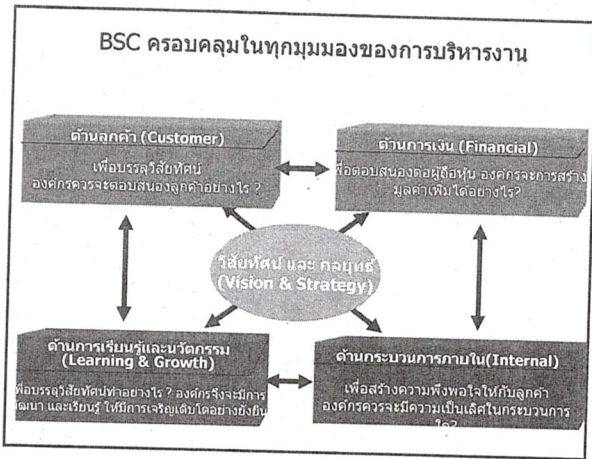 BSC ครอบคลุมในทุกมุมมองของการบริหารงาน
ด้านลูกค้า (Customer)
เพื่อบรรลุวิสัยทัศน์
องค์กรควรจะตอบสนองลูกค้าอย่างไร ?
ด้านการเงิน (Financial)
พื่อตอบสนองต่อผู้ถือหุ้น องค์กรจะการสร้าง
มูลค่าเพิ่มได้อย่างไร?
วิสัยทัศน์ และ กลยุทธ์
(Vision & Strategy)
ด้านการเรียนรู้และนวัตกรรม
(Learning & Growth)
พื่อบรรลุวิสัยทัศน์ทำอย่างไร ? องค์กรจึงจะมีการ
ัฒนา และเรียนรู้ ให้มีการเจริญเติบโตอย่างยั่งยืน
ด้านกระบวนการภายใน(Internal)
เพื่อสร้างความพึงพอใจให้กับลูกค้า
องค์กรควรจะมีความเป็นเลิศในกระบวนการ
ใด?